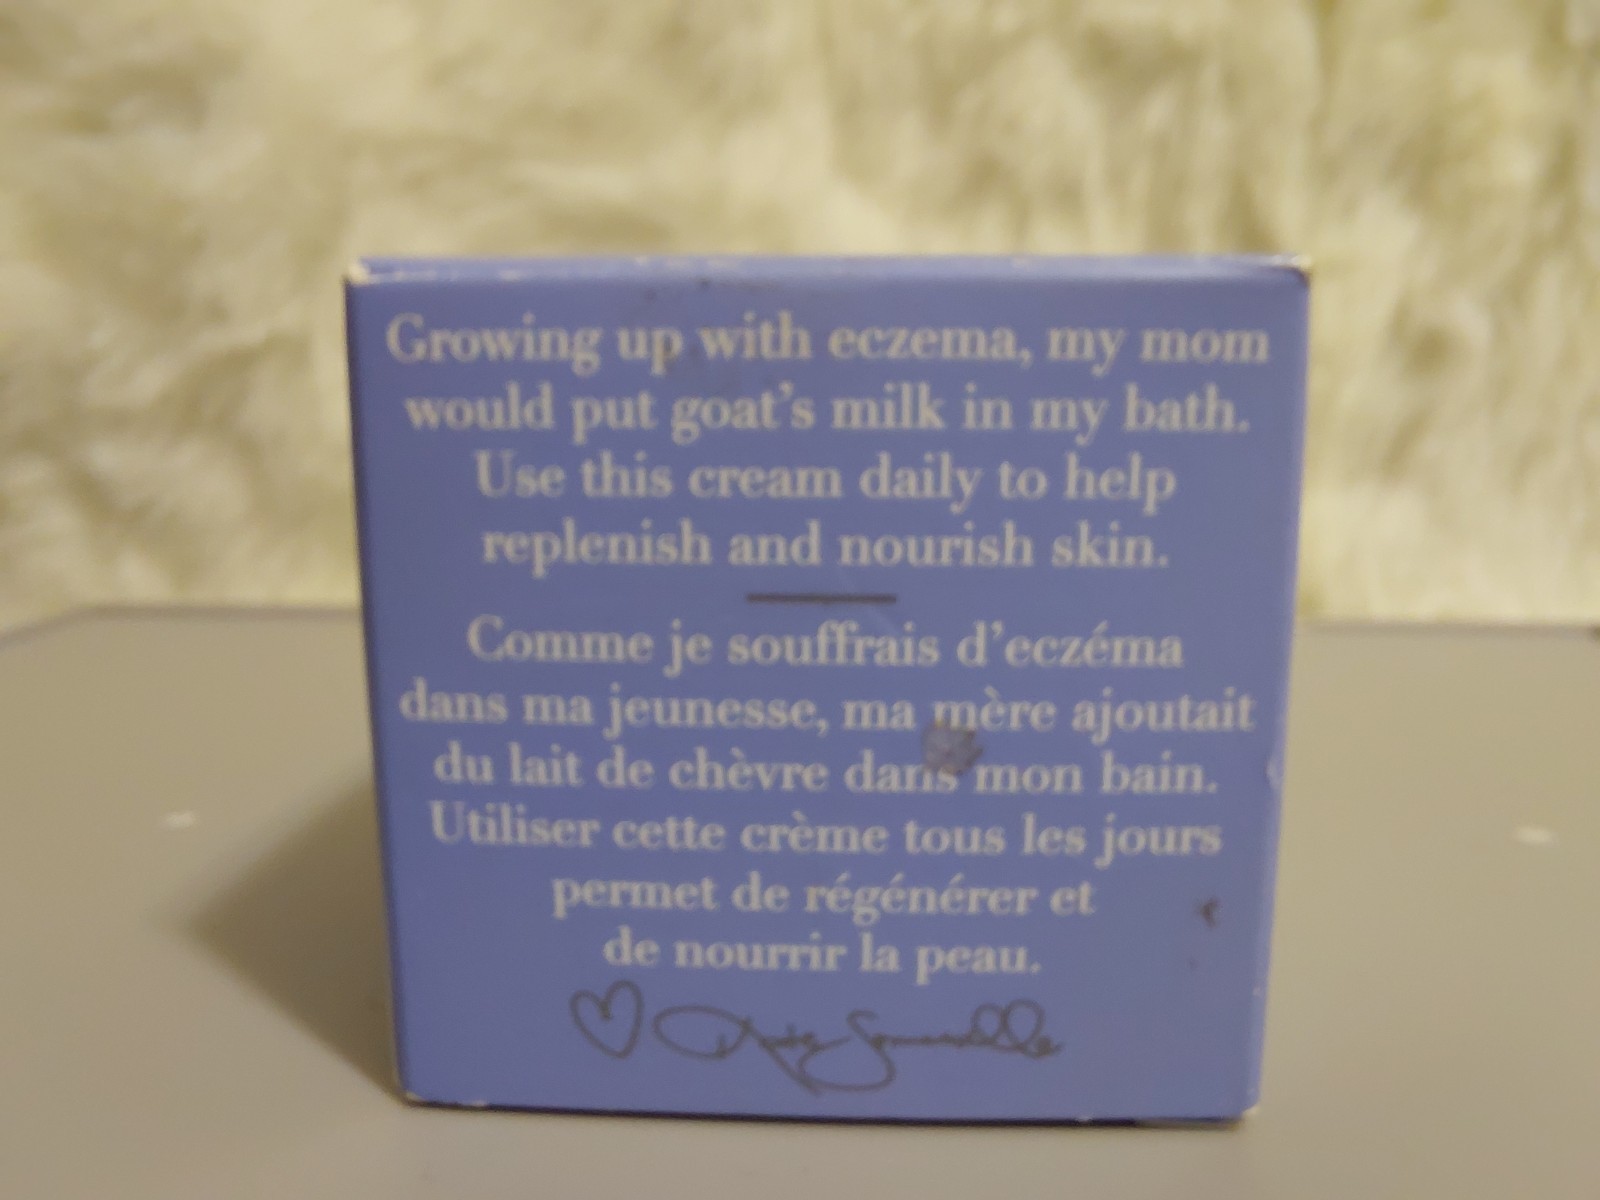 Growing up with eczema, my mom
would put goat's milk in my bath.
Use this cream daily to help
replenish and nourish skin.
Comme je souffrais d'eczéma
dans ma jeunesse, ma mère ajoutait
du lait de chèvre dans mon bain.
Utiliser cette crème tous les jours
permet de régénérer et
de nourrir la peau.